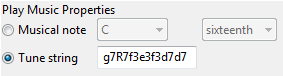 Play Music Properties
Musical note C sixteenth
Tune string g7R7f3e3f3d7d7